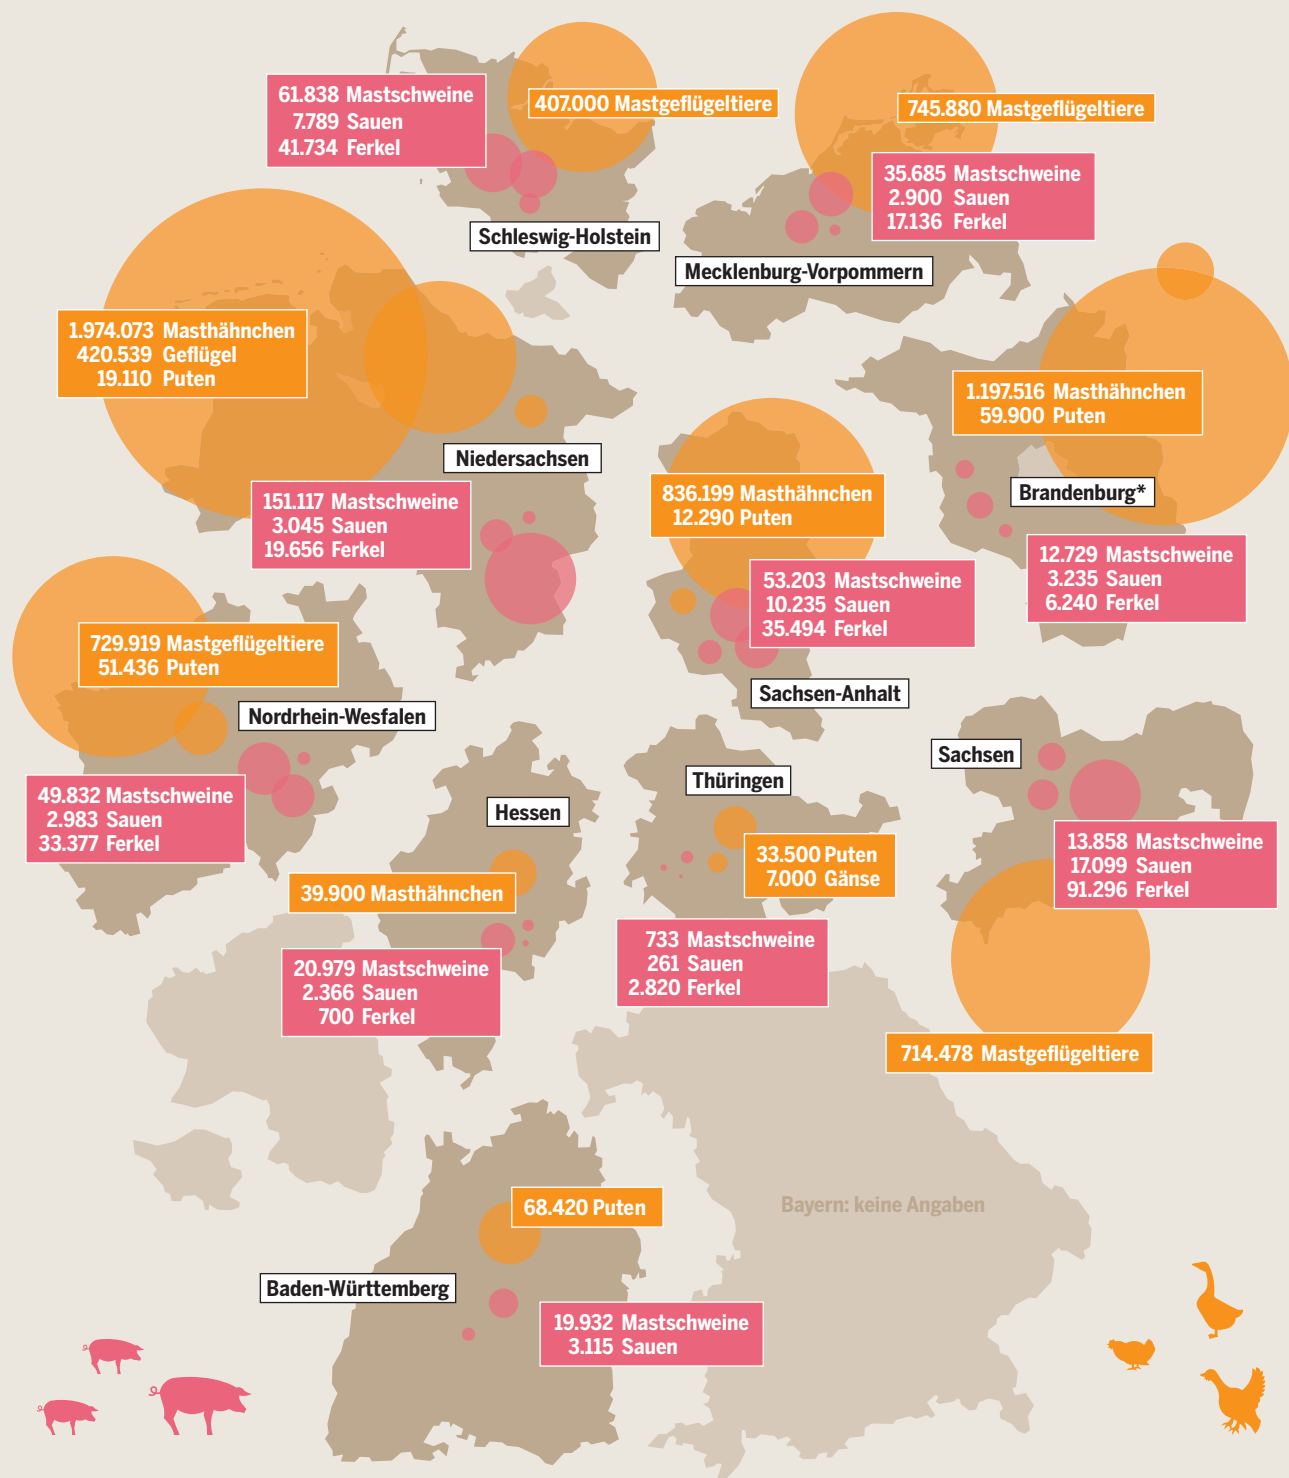 61.838 Mastschweine
7.789 Sauen
41.734 Ferkel
407.000 Mastgeflügeltiere
Schleswig-Holstein
745.880 Mastgeflügeltiere
35.685 Mastschweine
2.900 Sauen
17.136 Ferkel
Mecklenburg-Vorpommern
1.974.073 Masthähnchen
420.539 Geflügel
19.110 Puten
Niedersachsen
151.117 Mastschweine
3.045 Sauen
19.656 Ferkel
1.197.516 Masthähnchen
59.900 Puten
Brandenburg*
12.729 Mastschweine
3.235 Sauen
6.240 Ferkel
836.199 Masthähnchen
12.290 Puten
53.203 Mastschweine
10.235 Sauen
35.494 Ferkel
Sachsen-Anhalt
729.919 Mastgeflügeltiere
51.436 Puten
Nordrhein-Wesfalen
49.832 Mastschweine
2.983 Sauen
33.377 Ferkel
Hessen
39.900 Masthähnchen
20.979 Mastschweine
2.366 Sauen
700 Ferkel
Thüringen
33.500 Puten
7.000 Gänse
733 Mastschweine
261 Sauen
2.820 Ferkel
Sachsen
13.858 Mastschweine
17.099 Sauen
91.296 Ferkel
714.478 Mastgeflügeltiere
68.420 Puten
Baden-Württemberg
19.932 Mastschweine
3.115 Sauen
Bayern: keine Angaben